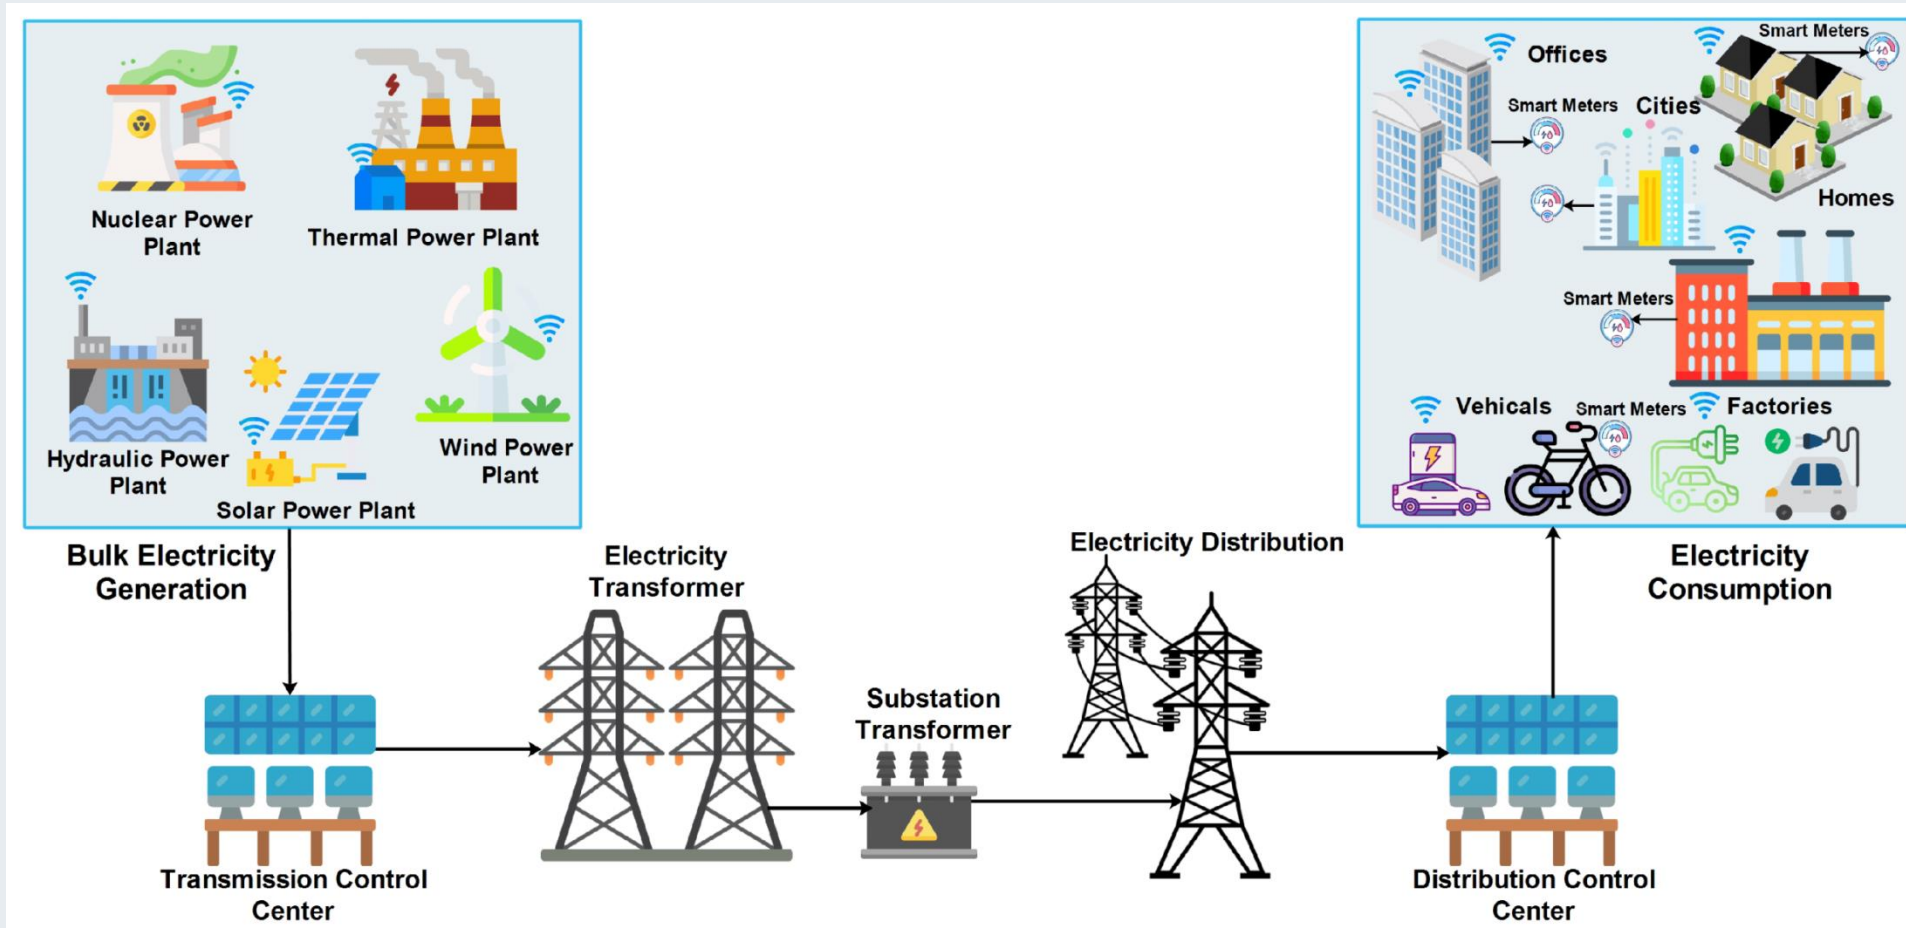 Nuclear Power
Plant
Thermal Power Plant
Hydraulic Power
Plant
Solar Power Plant
Wind Power
Plant
Bulk Electricity
Generation
Transmission Control
Center
Electricity
Transformer
Substation
Transformer
Electricity Distribution
Distribution Control
Center
Electricity
Consumption
Offices
Smart Meters
Smart Meters
Cities
Homes
Smart Meters
Vehicals
Smart Meters
Factories